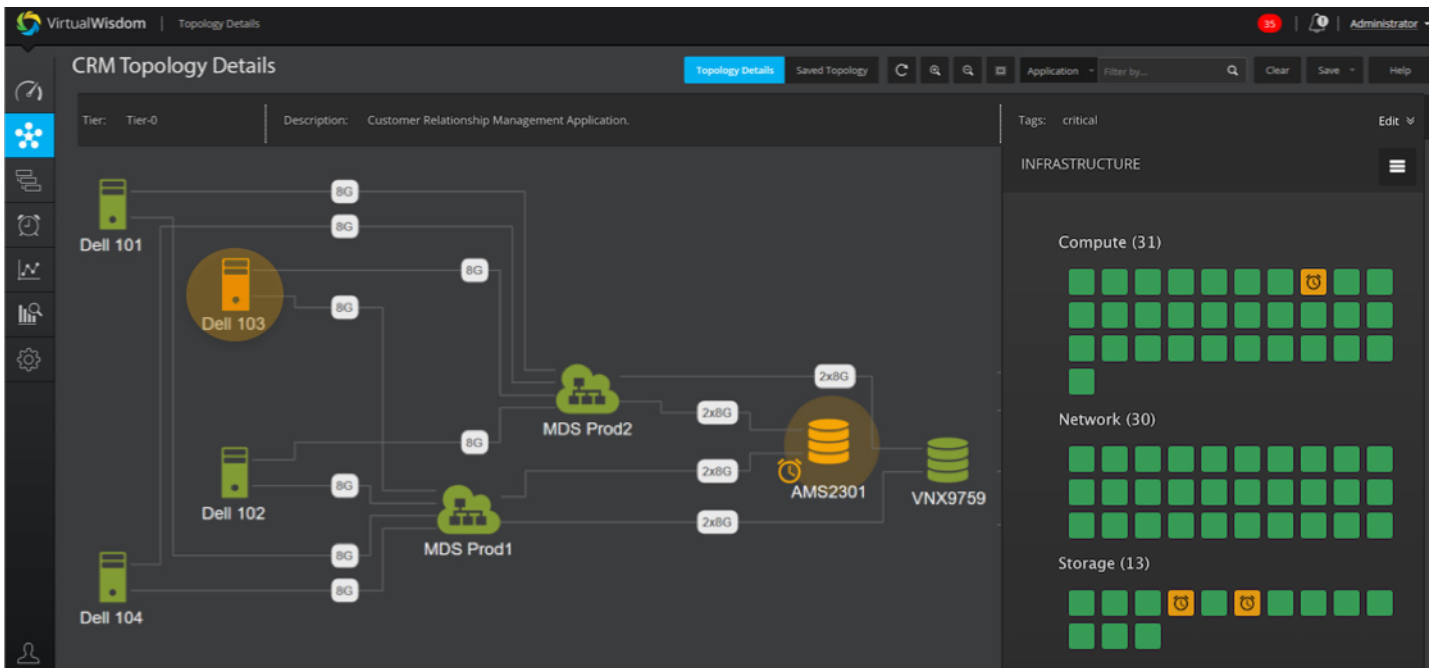 VirtualWisdom | Topology Details
35
Administrator
CRM Topology Details
Topology Details
Saved Topology
Application
Filter by...
Clear
Save
Help
Tier: Tier-0
Description: Customer Relationship Management Application.
Tags: critical
Edit
INFRASTRUCTURE
8G
Dell 101
8G
8G
8G
Dell 103
2x8G
2x8G
MDS Prod2
8G
8G
Dell 102
2x8G
AMS2301
VNX9759
2x8G
MDS Prod1
8G
8G
Dell 104
Compute (31)
Network (30)
Storage (13)